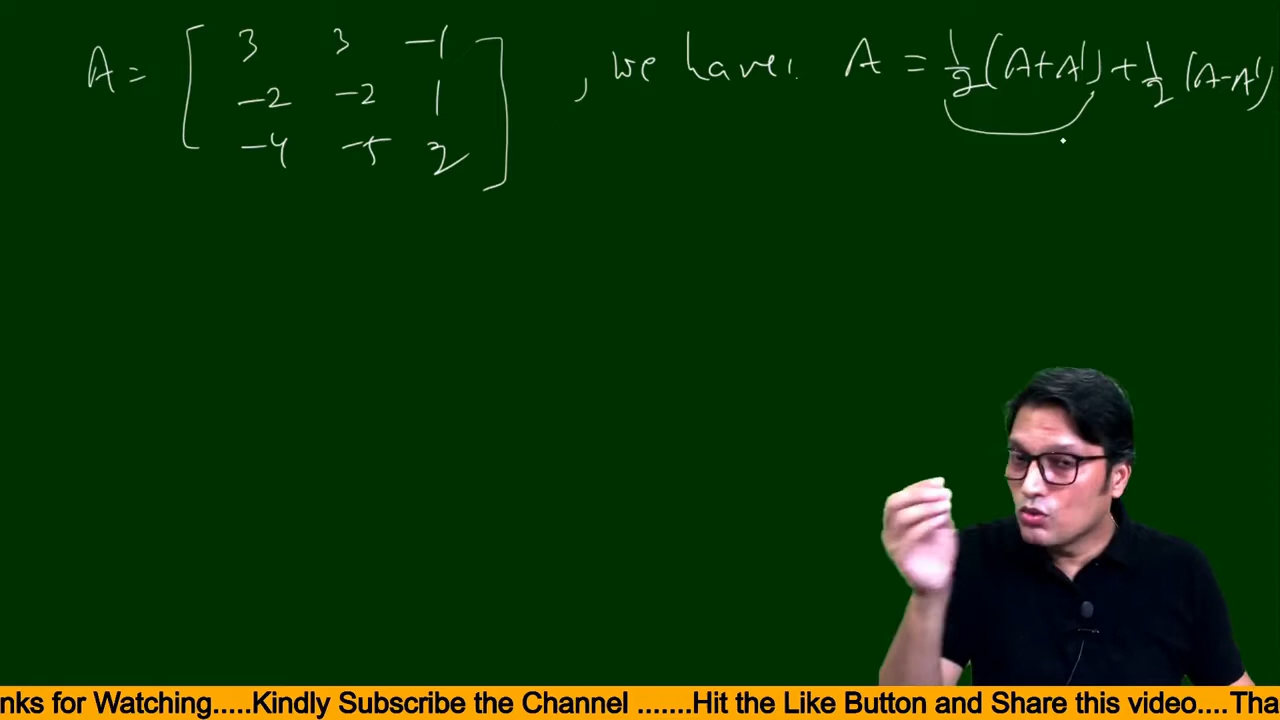 A = [ 3 3 -1 , we have: A = 1/2 (A+A') + 1/2 (A-A')
-2 -2 1
-4 -5 2 ]
nks for Watching.....Kindly Subscribe the Channel .......Hit the Like Button and Share this video....Tha